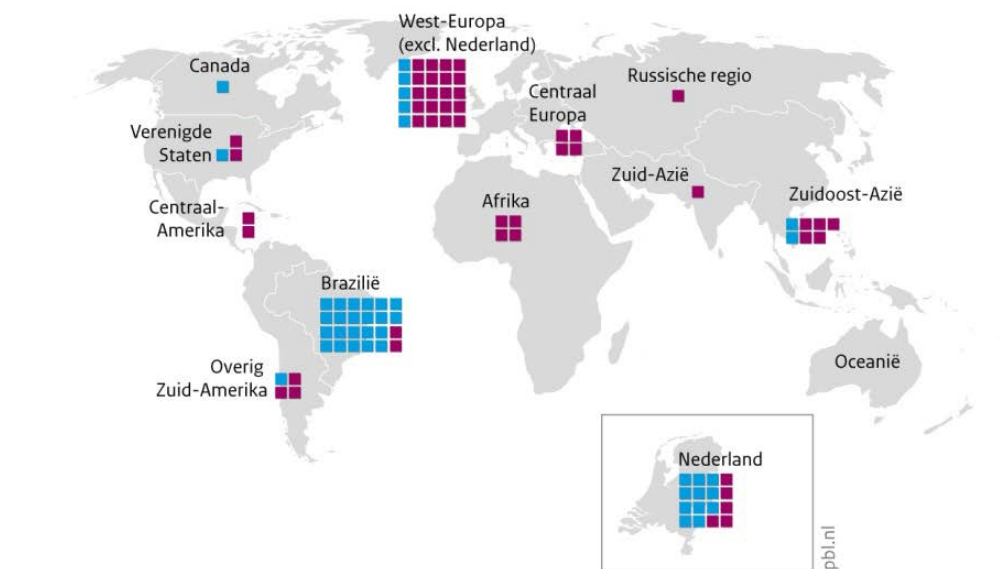 West-Europa
(excl. Nederland)
Canada
Russische regio
Centraal
Europa
Verenigde
Staten
Zuid-Azië
Zuidoost-Azië
Centraal-
Amerika
Afrika
Brazilië
Overig
Zuid-Amerika
Oceanië
Nederland
pbl.nl